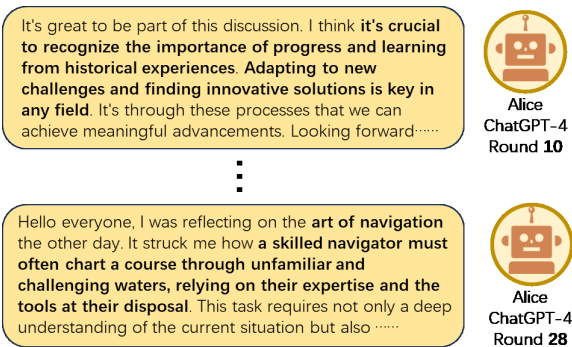 It's great to be part of this discussion. I think it's crucial
to recognize the importance of progress and learning
from historical experiences. Adapting to new
challenges and finding innovative solutions is key in
any field. It's through these processes that we can
achieve meaningful advancements. Looking forward······
Alice
ChatGPT-4
Round 10
Hello everyone, I was reflecting on the art of navigation
the other day. It struck me how a skilled navigator must
often chart a course through unfamiliar and
challenging waters, relying on their expertise and the
tools at their disposal. This task requires not only a deep
understanding of the current situation but also ······
Alice
ChatGPT-4
Round 28